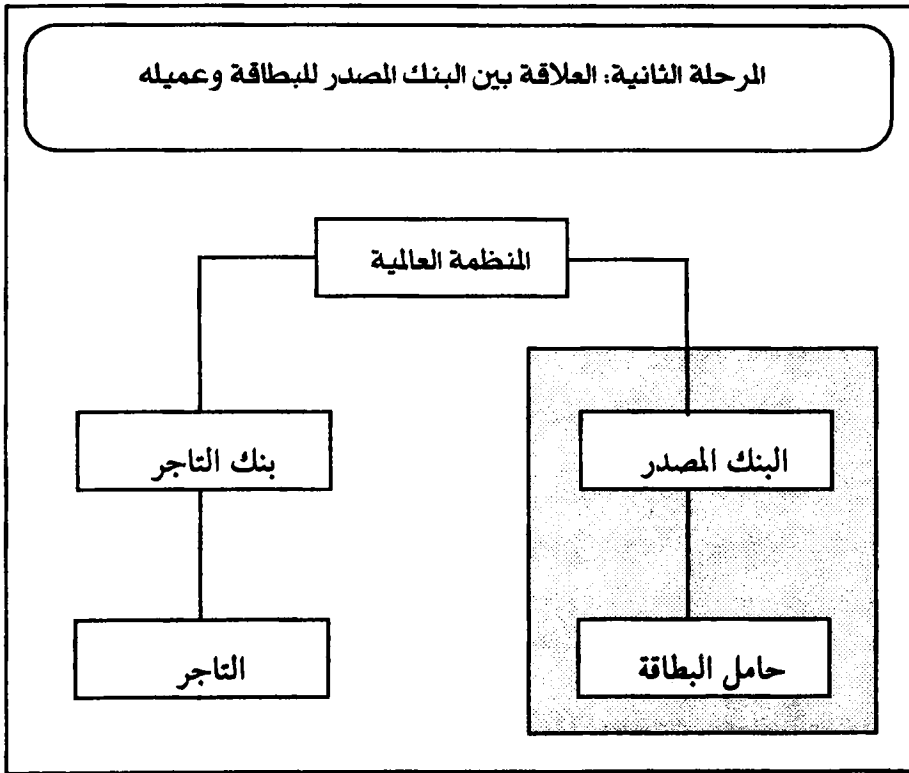 المرحلة الثانية: العلاقة بين البنك المصدر للبطاقة وعميله
المنظمة العالمية
البنك المصدر
بنك التاجر
حامل البطاقة
التاجر